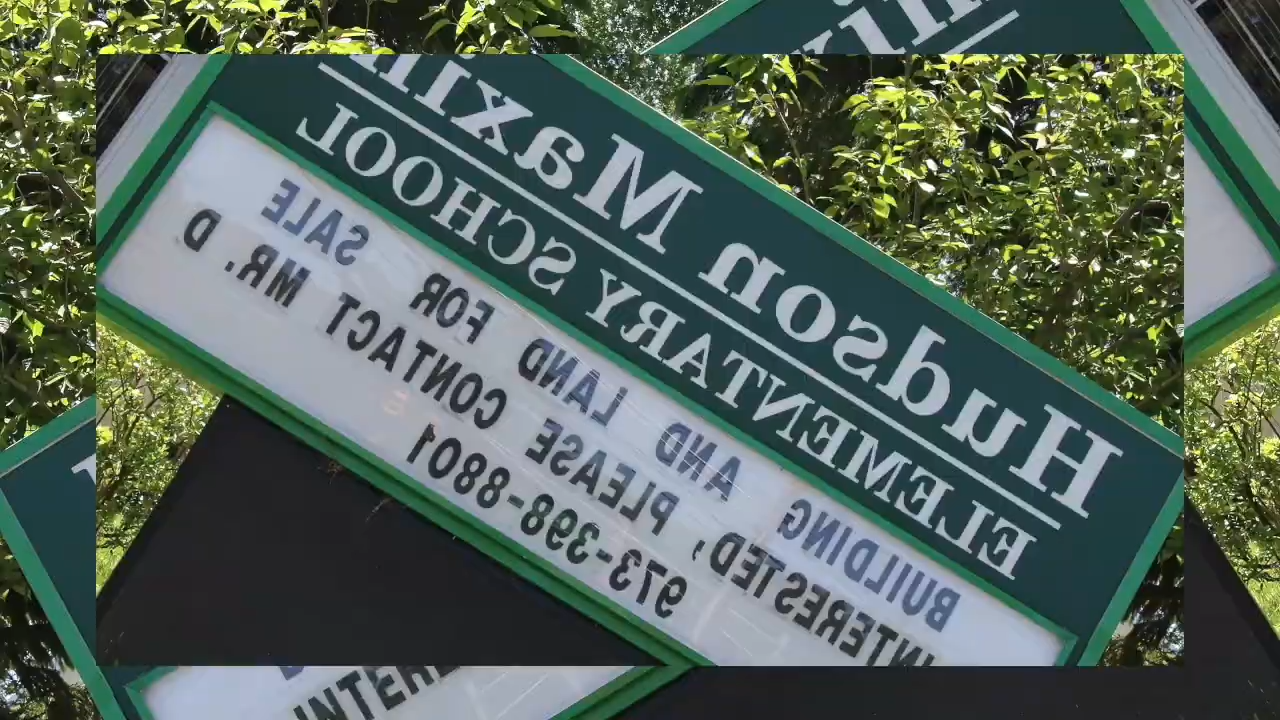 Hudson Maxim
ELEMENTARY SCHOOL
BUILDING AND LAND FOR SALE
INTERESTED, PLEASE CONTACT MR. D
973-398-8801